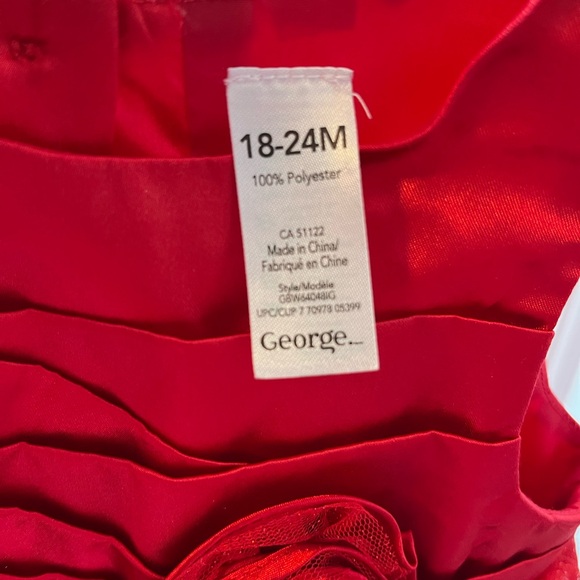 18-24M
100% Polyester
CA 51122
Made in China/
Fabriqué en Chine
Style/Modèle
GBW64048IG
UPC/CUP 7 70978 05399
George.